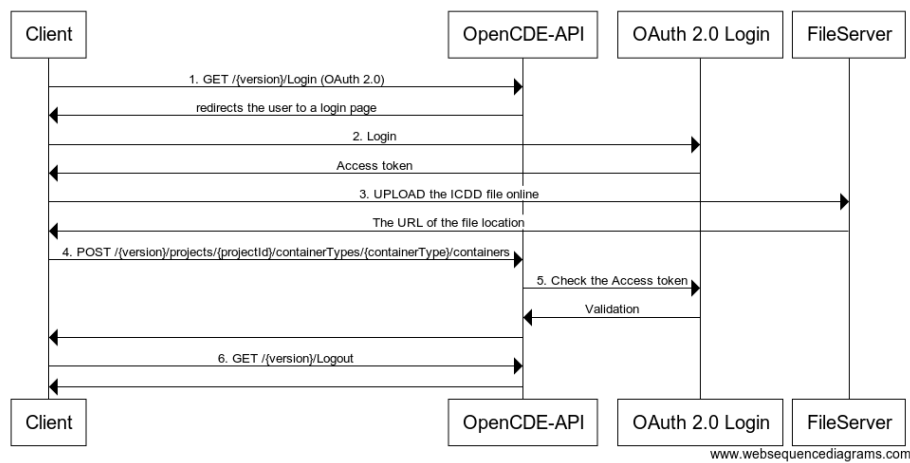 Client OpenCDE-API OAuth 2.0 Login FileServer
1. GET /{version}/Login (OAuth 2.0)
redirects the user to a login page
2. Login
Access token
3. UPLOAD the ICDD file online
The URL of the file location
4. POST /{version}/projects/{projectId}/containerTypes/{containerType}/containers
5. Check the Access token
Validation
6. GET /{version}/Logout
Client OpenCDE-API OAuth 2.0 Login FileServer
www.websequencediagrams.com